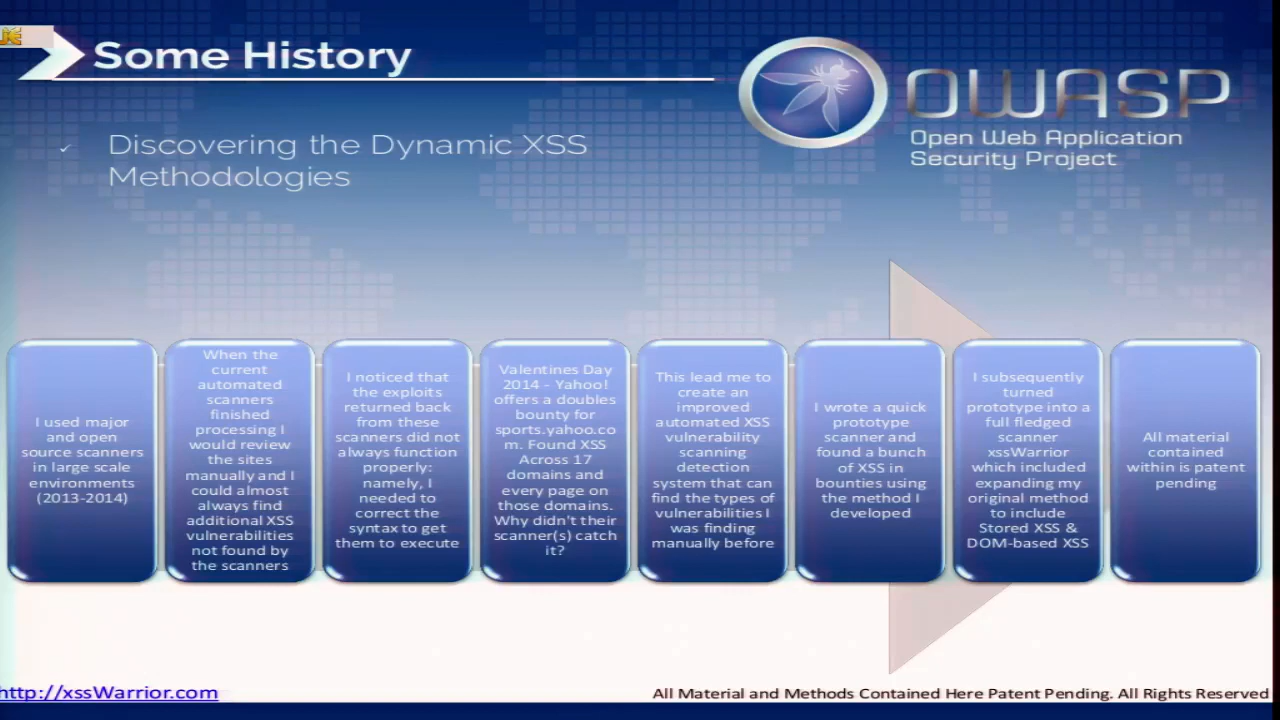 Some History
OWASP
Open Web Application
Security Project
Discovering the Dynamic XSS
Methodologies
I used major
and open
source scanners
in large scale
environments
(2013-2014)
When the
current
automated
scanners
finished
processing I
would review
the sites
manually and I
could almost
always find
additional XSS
vulnerabilities
not found by
the scanners
I noticed that
the exploits
returned back
from these
scanners did not
always function
properly:
namely, I
needed to
correct the
syntax to get
them to execute
Valentines Day
2014 - Yahoo!
offers a doubles
bounty for
sports.yahoo.co
m. Found XSS
Across 17
domains and
every page on
those domains.
Why didn't their
scanner(s) catch
it?
This lead me to
create an
improved
automated XSS
vulnerability
scanning
detection
system that can
find the types of
vulnerabilities I
was finding
manually before
I wrote a quick
prototype
scanner and
found a bunch
of XSS in
bounties using
the method I
developed
I subsequently
turned
prototype into a
full fledged
scanner
xssWarrior
which included
expanding my
original method
to include
Stored XSS &
DOM-based XSS
All material
contained
within is patent
pending
http://xssWarrior.com
All Material and Methods Contained Here Patent Pending. All Rights Reserved